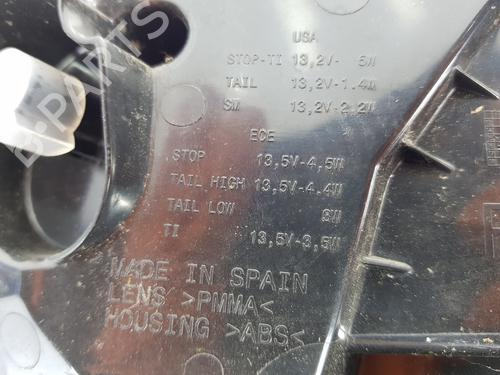 USA
STOP-TI 13,2V- 5W
TAIL 13,2V-1.4W
SM 13,2V-2.2W
ECE
STOP 13,5V-4,5W
TAIL HIGH 13,5V-4.4W
TAIL LOW SW
TI 13,5V-3,5W
MADE IN SPAIN
LENS >PMMA<
HOUSING >ABS<